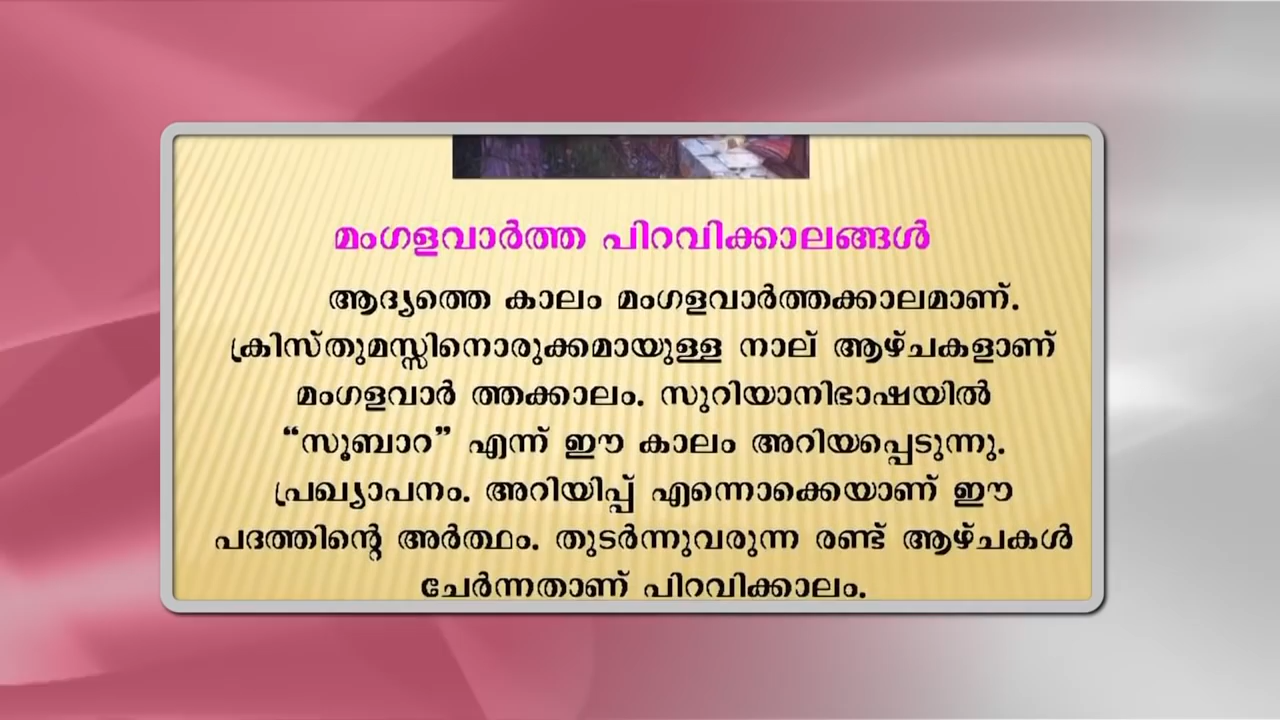 മംഗളവാർത്ത പിറവിക്കാലങ്ങൾ
ആദ്യത്തെ കാലം മംഗളവാർത്തക്കാലമാണ്.
ക്രിസ്തുമസ്സിനൊരുക്കമായുള്ള നാല് ആഴ്ചകളാണ്
മംഗളവാർ ത്തക്കാലം. സുറിയാനിഭാഷയിൽ
“സൂബാറ” എന്ന് ഈ കാലം അറിയപ്പെടുന്നു.
പ്രഖ്യാപനം. അറിയിപ്പ് എന്നൊക്കെയാണ് ഈ
പദത്തിന്റെ അർത്ഥം. തുടർന്നുവരുന്ന രണ്ട് ആഴ്ചകൾ
ചേർന്നതാണ് പിറവിക്കാലം.